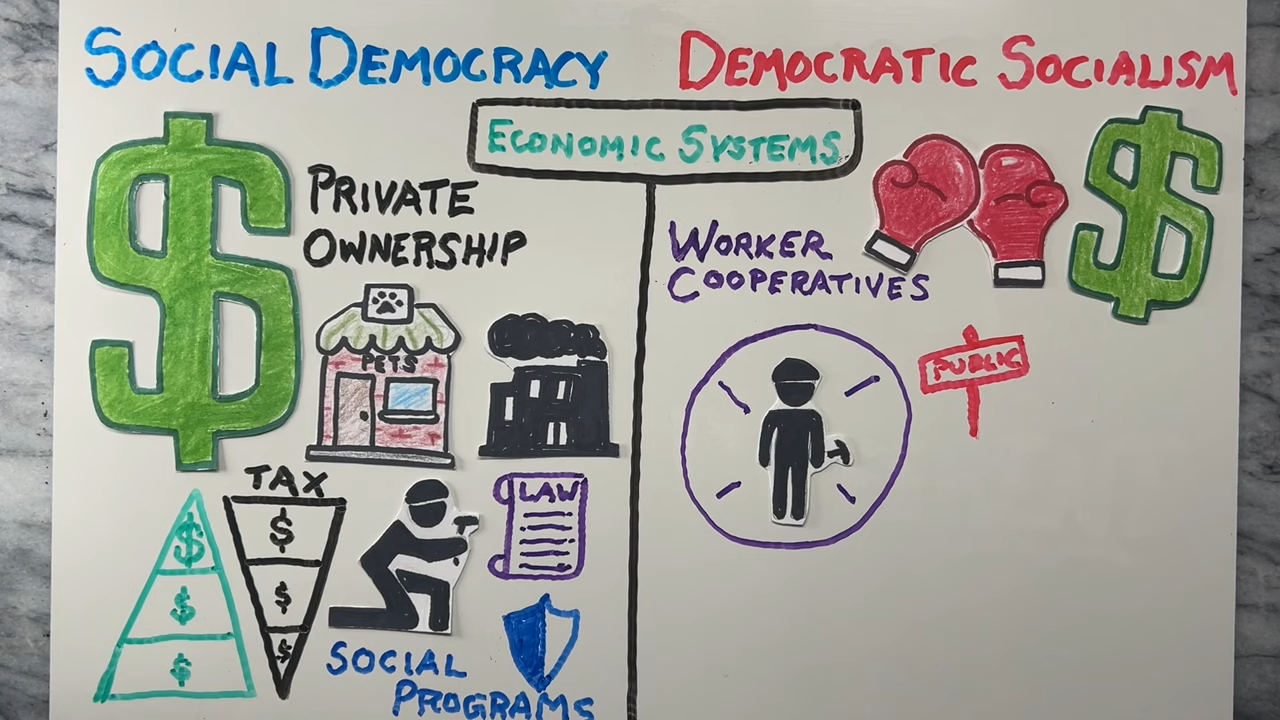 SOCIAL DEMOCRACY
DEMOCRATIC SOCIALISM
ECONOMIC SYSTEMS
PRIVATE
OWNERSHIP
PETS
TAX
$
$
$
$
$
$
LAW
SOCIAL
PROGRAMS
WORKER
COOPERATIVES
PUBLIC